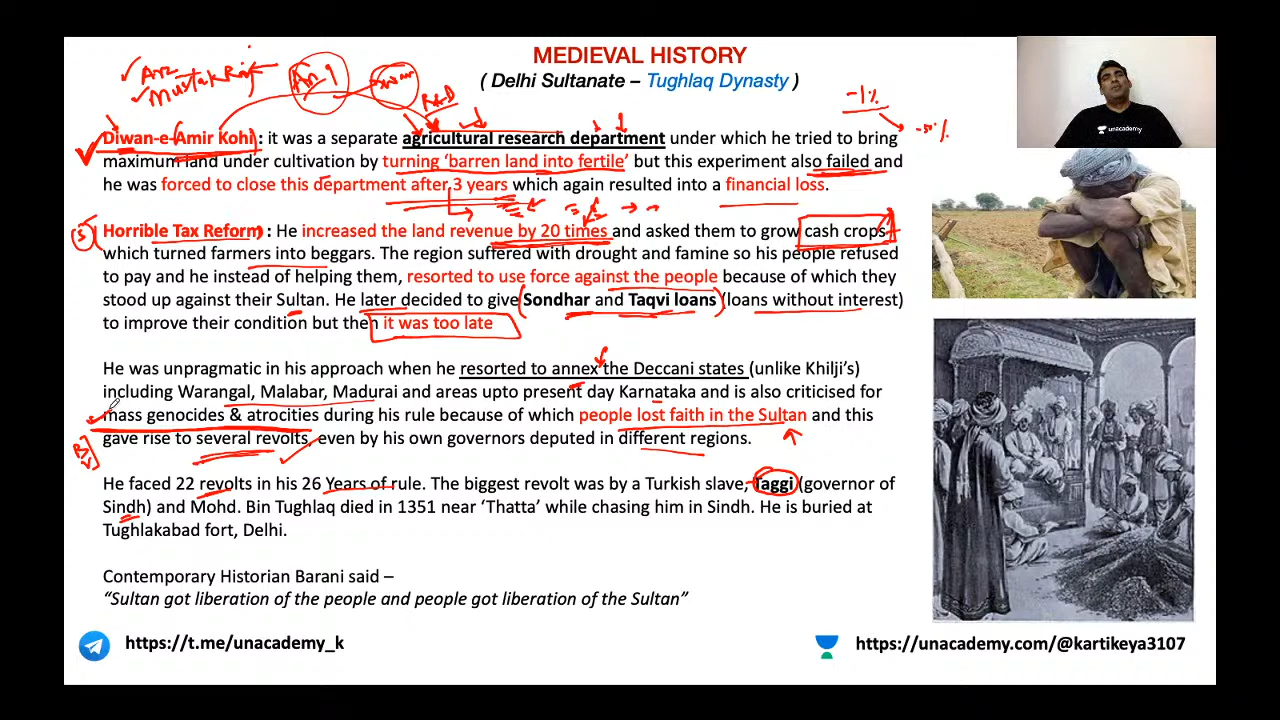 MEDIEVAL HISTORY
( Delhi Sultanate – Tughlaq Dynasty )
Arz
Mustakhraj
R&D
-1%
-50%
unacademy
Diwan-e-Amir Kohi : it was a separate agricultural research department under which he tried to bring
maximum land under cultivation by turning ‘barren land into fertile’ but this experiment also failed and
he was forced to close this department after 3 years which again resulted into a financial loss.
Horrible Tax Reform : He increased the land revenue by 20 times and asked them to grow cash crops
which turned farmers into beggars. The region suffered with drought and famine so his people refused
to pay and he instead of helping them, resorted to use force against the people because of which they
stood up against their Sultan. He later decided to give Sondhar and Taqvi loans (loans without interest)
to improve their condition but then it was too late
He was unpragmatic in his approach when he resorted to annex the Deccani states (unlike Khilji’s)
including Warangal, Malabar, Madurai and areas upto present day Karnataka and is also criticised for
mass genocides & atrocities during his rule because of which people lost faith in the Sultan and this
gave rise to several revolts, even by his own governors deputed in different regions.
He faced 22 revolts in his 26 Years of rule. The biggest revolt was by a Turkish slave, Taggi (governor of
Sindh) and Mohd. Bin Tughlaq died in 1351 near ‘Thatta’ while chasing him in Sindh. He is buried at
Tughlakabad fort, Delhi.
Contemporary Historian Barani said –
“Sultan got liberation of the people and people got liberation of the Sultan”
https://t.me/unacademy_k
https://unacademy.com/@kartikeya3107